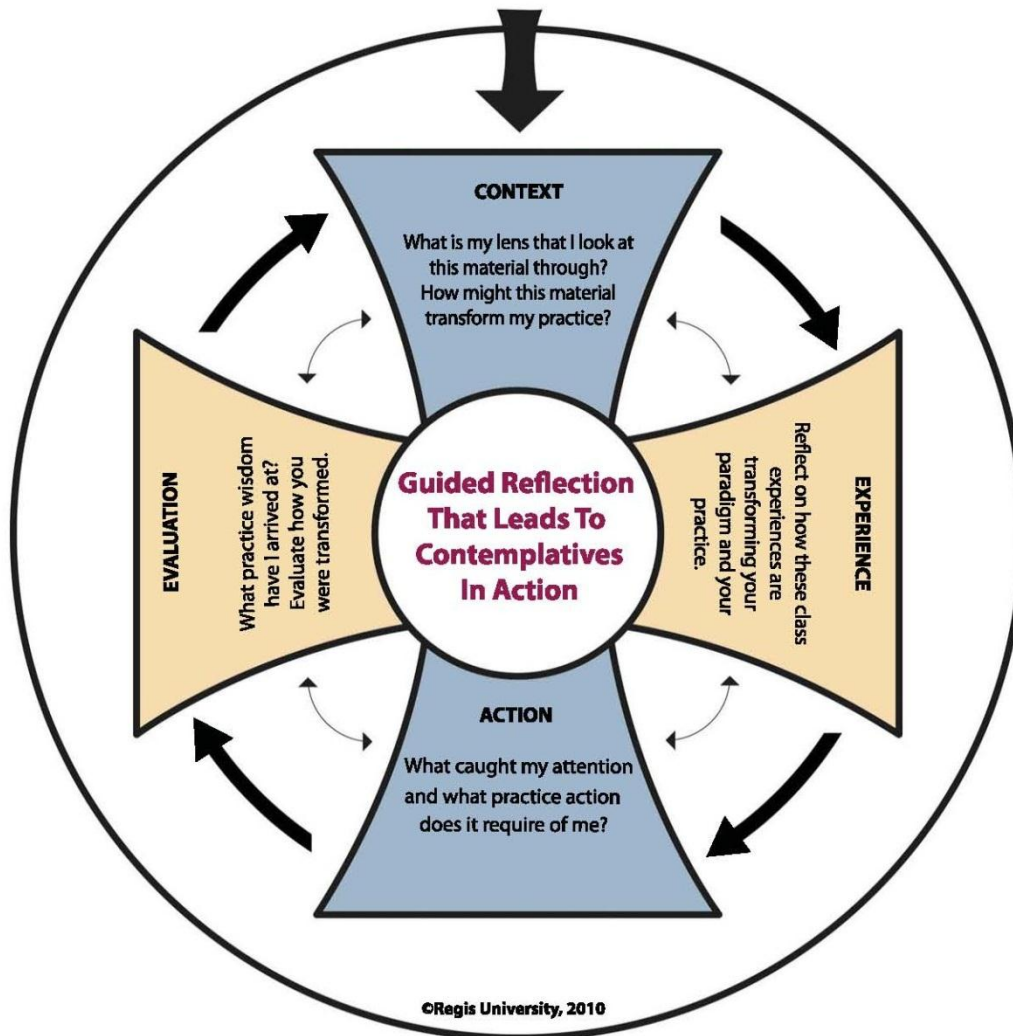 CONTEXT
What is my lens that I look at
this material through?
How might this material
transform my practice?
EXPERIENCE
Reflect on how these class
experiences are
transforming your
paradigm and your
practice.
Guided Reflection
That Leads To
Contemplatives
In Action
ACTION
What caught my attention
and what practice action
does it require of me?
EVALUATION
What practice wisdom
have I arrived at?
Evaluate how you
were transformed.
©Regis University, 2010